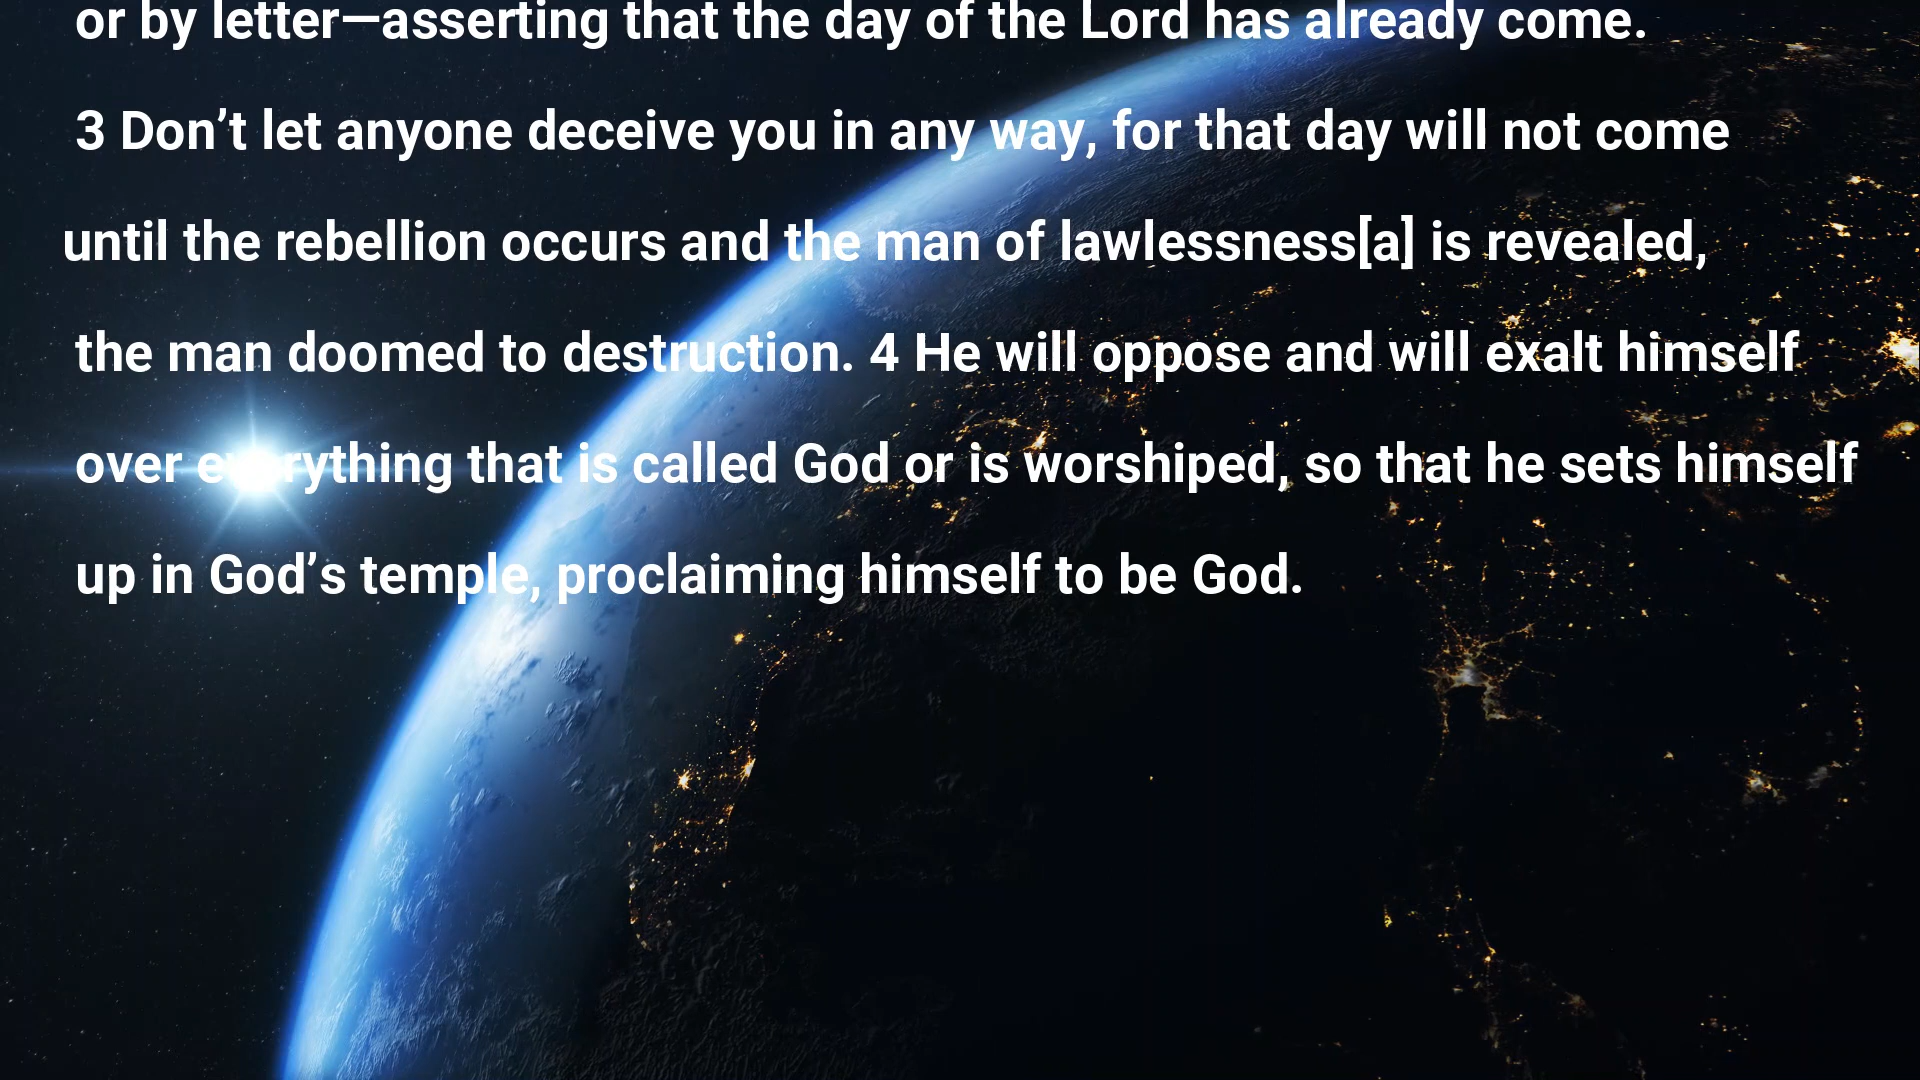 or by letter—asserting that the day of the Lord has already come.
3 Don’t let anyone deceive you in any way, for that day will not come
until the rebellion occurs and the man of lawlessness[a] is revealed,
the man doomed to destruction. 4 He will oppose and will exalt himself
over everything that is called God or is worshiped, so that he sets himself
up in God’s temple, proclaiming himself to be God.